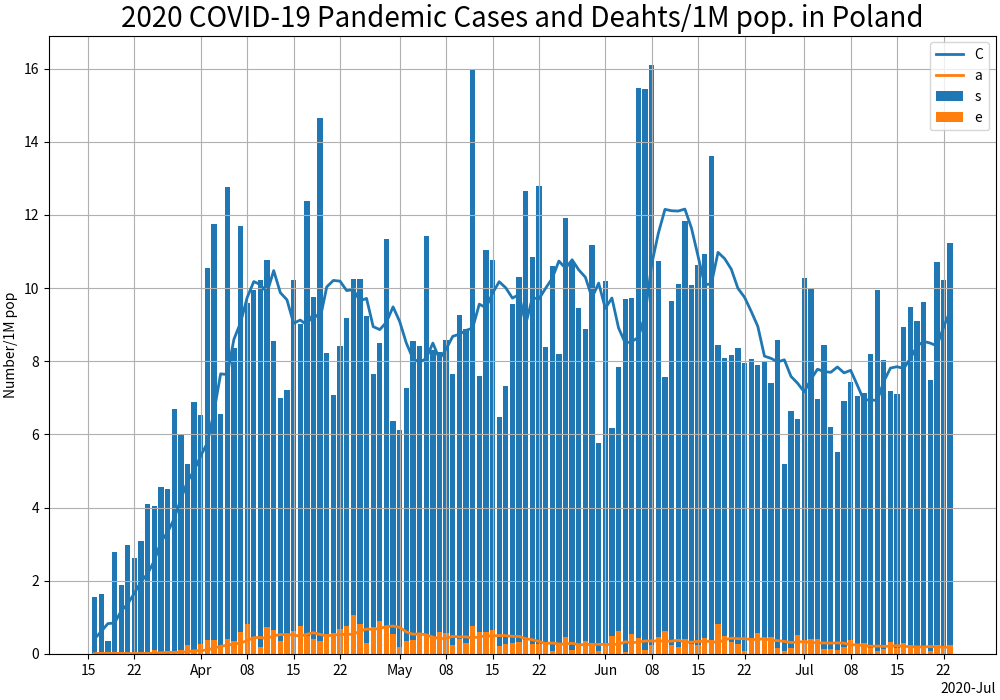 2020 COVID-19 Pandemic Cases and Deahts/1M pop. in Poland
C
a
s
e
Number/1M pop
16
14
12
10
8
6
4
2
0
15 22 Apr 08 15 22 May 08 15 22 Jun 08 15 22 Jul 08 15 22
2020-Jul